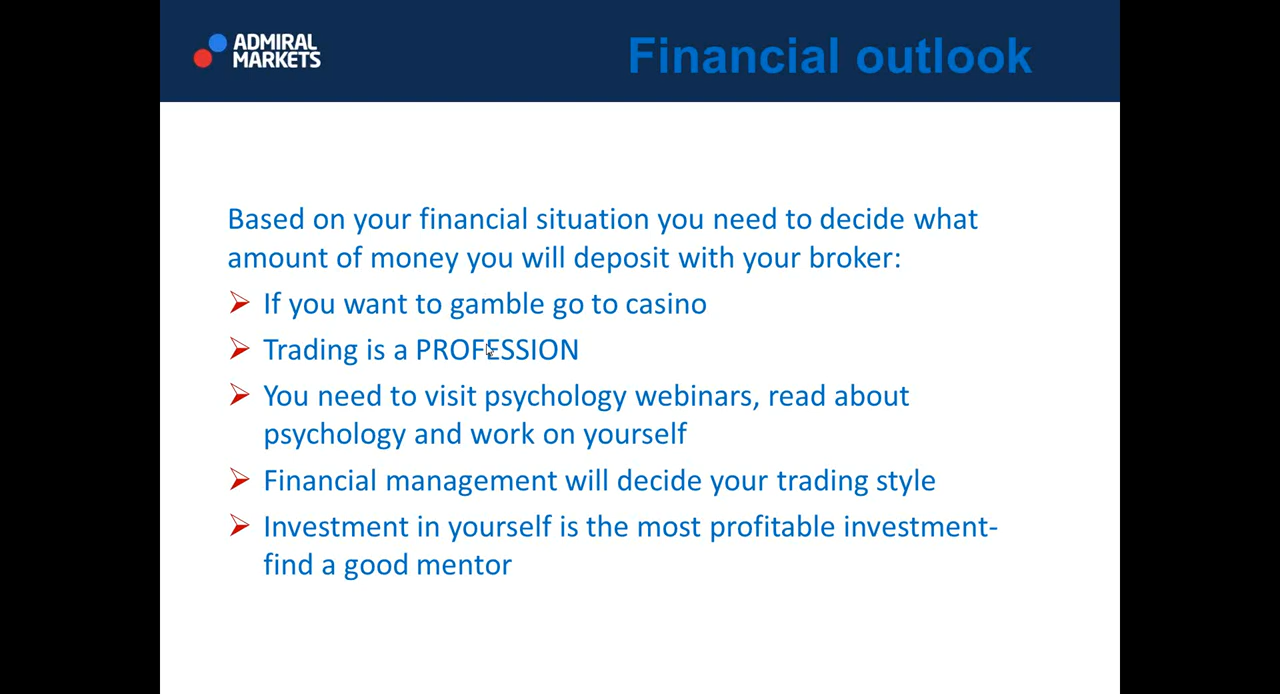 ADMIRAL
MARKETS
Financial outlook
Based on your financial situation you need to decide what
amount of money you will deposit with your broker:
If you want to gamble go to casino
Trading is a PROFESSION
You need to visit psychology webinars, read about
psychology and work on yourself
Financial management will decide your trading style
Investment in yourself is the most profitable investment-
find a good mentor